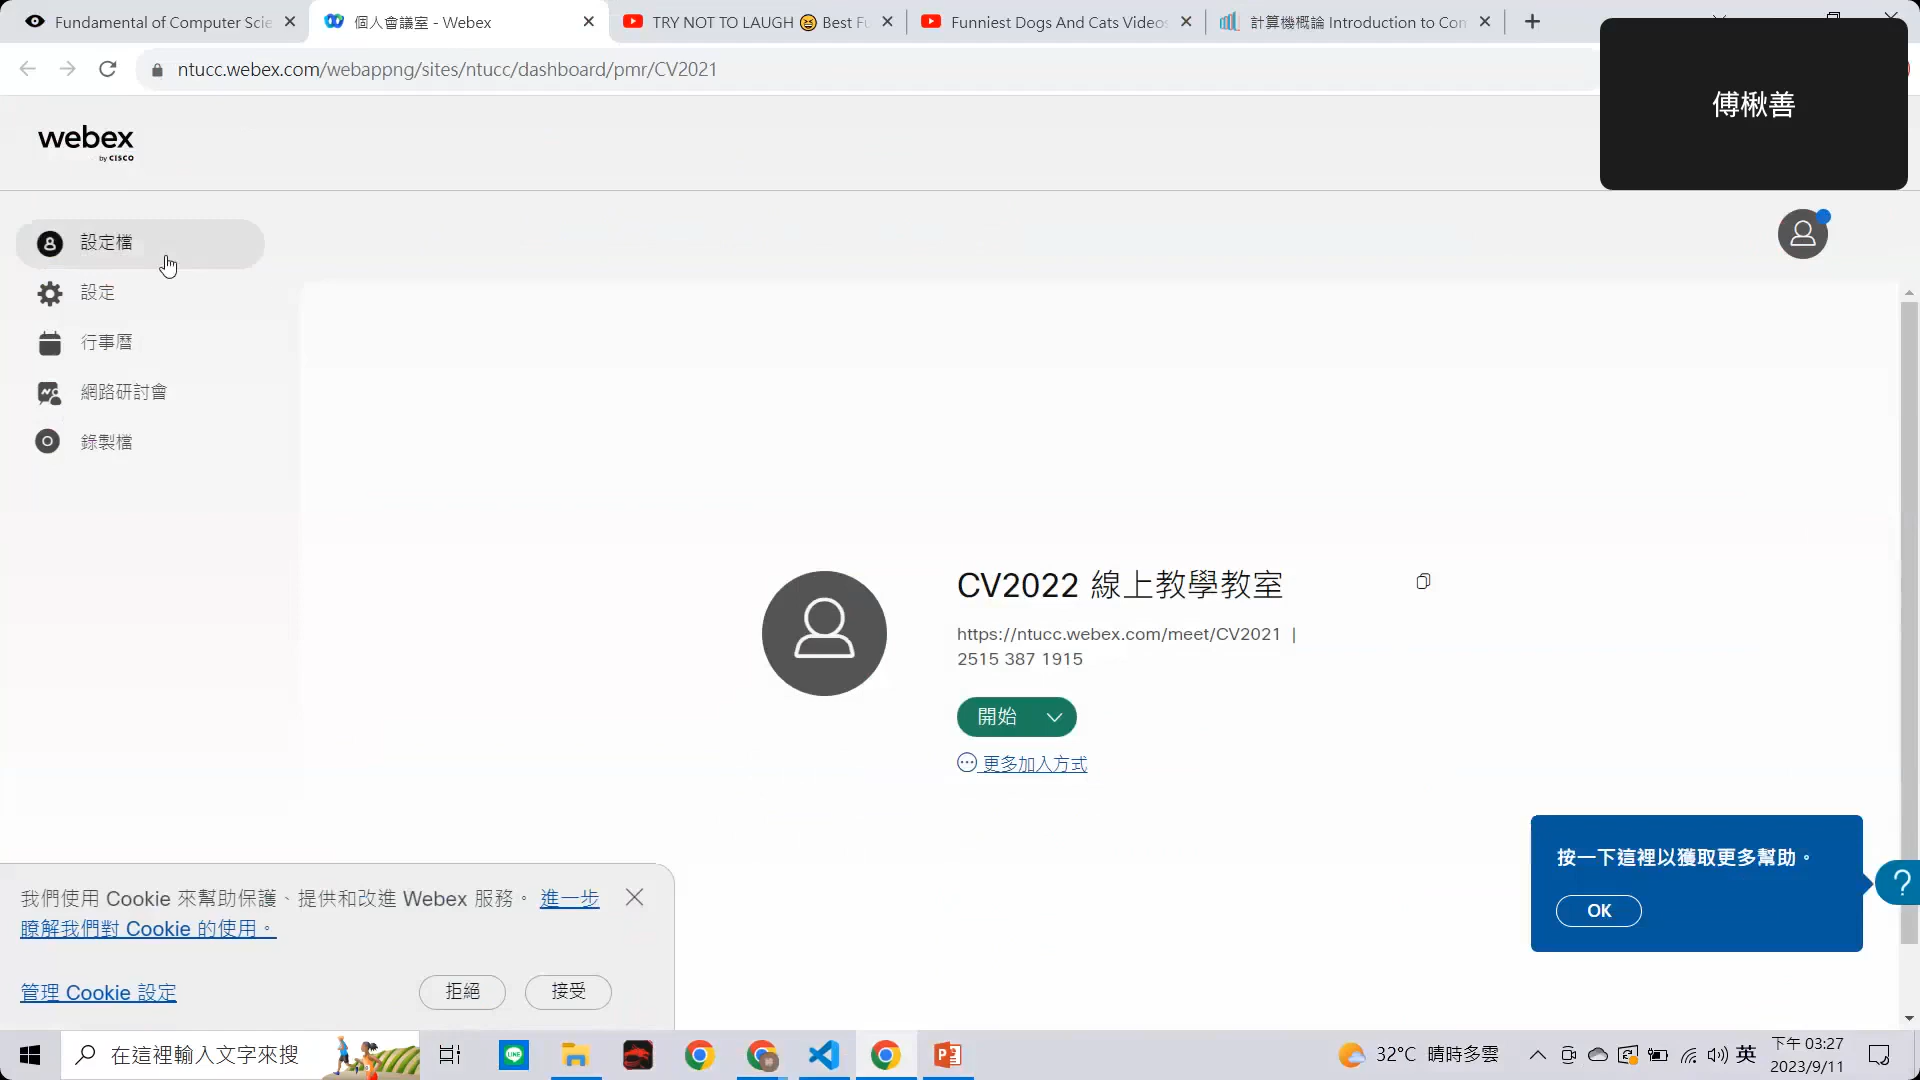 Fundamental of Computer Scie
個人會議室 - Webex
TRY NOT TO LAUGH 😆 Best Fu
Funniest Dogs And Cats Videos
計算機概論 Introduction to Com
ntucc.webex.com/webappng/sites/ntucc/dashboard/pmr/CV2021
傅楸善
webex
by CISCO
設定檔
設定
行事曆
網路研討會
錄製檔
CV2022 線上教學教室
https://ntucc.webex.com/meet/CV2021 |
2515 387 1915
開始
更多加入方式
按一下這裡以獲取更多幫助。
OK
我們使用 Cookie 來幫助保護、提供和改進 Webex 服務。 進一步
瞭解我們對 Cookie 的使用。
管理 Cookie 設定
拒絕
接受
在這裡輸入文字來搜
32°C 晴時多雲
英
下午 03:27
2023/9/11